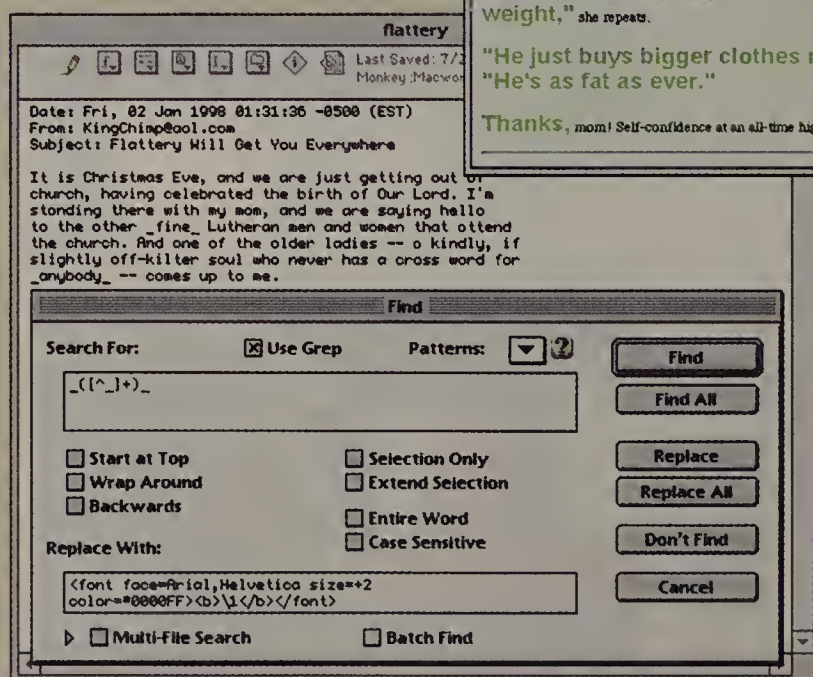 weight," she repeats.
"He just buys bigger clothes
"He's as fat as ever."
Thanks, mom! Self-confidence at an all-time
flattery
Last Saved: 7/2
Monkey:Macwor
Date: Fri, 02 Jan 1998 01:31:36 -0500 (EST)
From: KingChimp@aol.com
Subject: Flattery Will Get You Everywhere
It is Christmas Eve, and we are just getting out of
church, having celebrated the birth of Our Lord. I'm
standing there with my mom, and we are saying hello
to the other _fine_ Lutheran men and women that attend
the church. And one of the older ladies -- a kindly, if
slightly off-kilter soul who never has a cross word for
_anybody_ -- comes up to me.
Find
Search For: Use Grep Patterns: Find
_([^_]+)_
Find All
Start at Top Selection Only Replace
Wrap Around Extend Selection Replace All
Backwards
Entire Word
Case Sensitive Don't Find
Replace With:
<font face=Arial,Helvetica size=+2 Cancel
color=#0000FF><b>\1</b></font>
Multi-File Search Batch Find